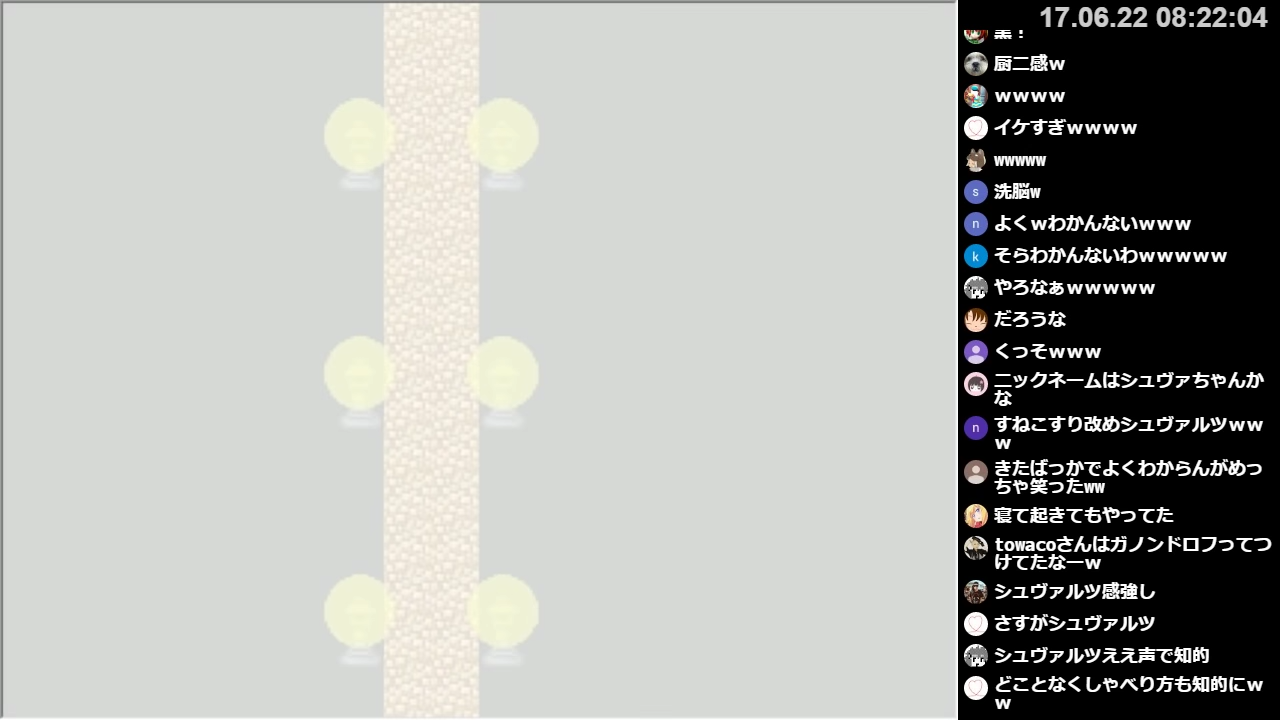 17.06.22 08:22:04
黒！
厨二感w
ｗｗｗｗ
イケすぎｗｗｗｗ
wwwww
s 洗脳w
n よくｗわかんないｗｗｗ
k そらわかんないわｗｗｗｗｗ
やろなぁｗｗｗｗｗ
だろうな
くっそｗｗｗ
ニックネームはシュヴァちゃんか
な
n すねこすり改めシュヴァルツｗｗ
ｗ
きたばっかでよくわからんがめっ
ちゃ笑ったww
寝て起きてもやってた
towacoさんはガノンドロフってつ
けてたなーｗ
シュヴァルツ感強し
さすがシュヴァルツ
シュヴァルツええ声で知的
どことなくしゃべり方も知的にｗ
ｗ